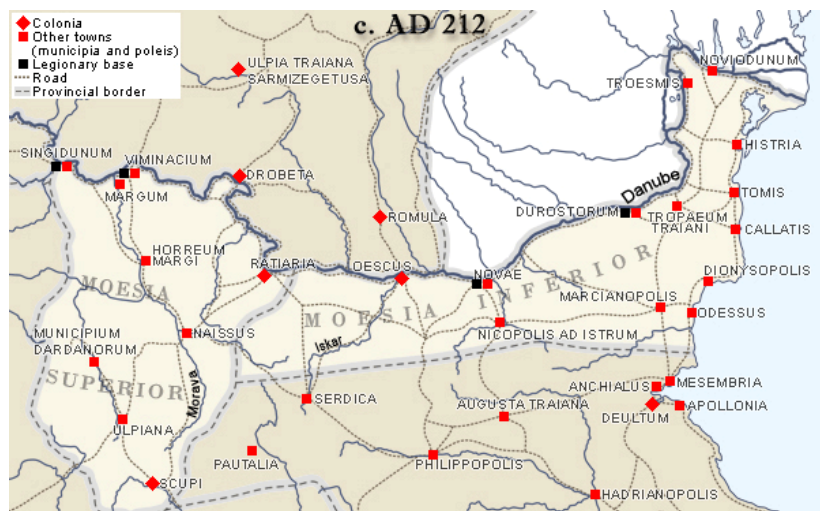 c. AD 212
Colonia
Other towns
(municipia and poleis)
Legionary base
Road
Provincial border
ULPIA TRAIANA
SARMIZEGETUSA
NOVIODUNUM
TROESMIS
HISTRIA
SINGIDUNUM
VIMINACIUM
MARGUM
DROBETA
Danube
TOMIS
ROMULA
DUROSTORUM
TROPAEUM
TRAIANI
CALLATIS
HORREUM
MARGI
RATIARIA
OESCUS
NOVAE
DIONYSOPOLIS
MOESIA
SUPERIOR
MOESIA INFERIOR
MARCIANOPOLIS
ODESSUS
NICOPOLIS AD ISTRUM
MUNICIPIUM
DARDANORUM
NAISSUS
Iskar
Morava
SERDICA
ANCHIALUS
MESEMBRIA
AUGUSTA TRAIANA
DEULTUM
APOLLONIA
ULPIANA
PAUTALIA
PHILIPPOPOLIS
SCUPI
HADRIANOPOLIS